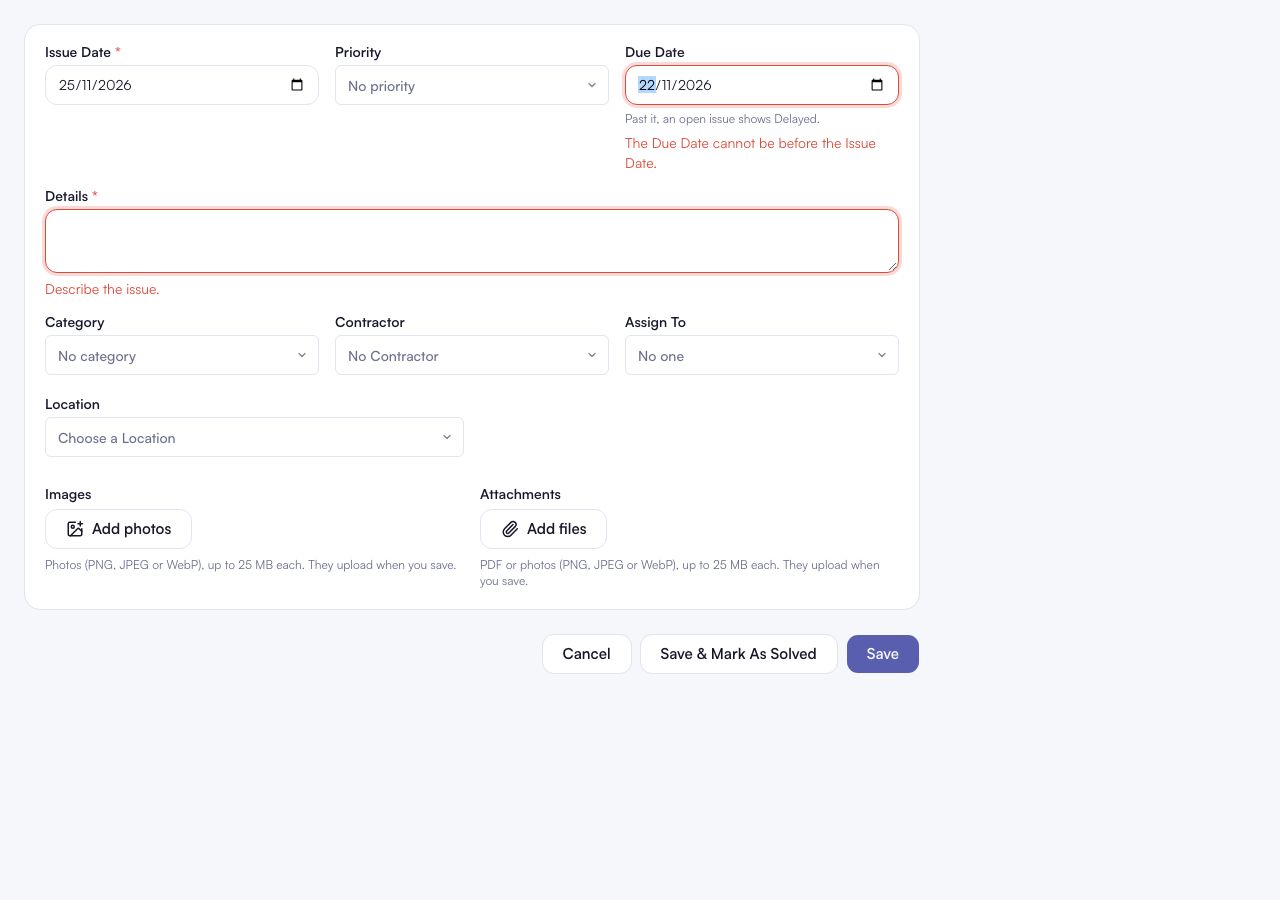 Issue Date *
Priority
Due Date
25/11/2026
No priority
22/11/2026
Past it, an open issue shows Delayed.
The Due Date cannot be before the Issue
Date.
Details *
Describe the issue.
Category
Contractor
Assign To
No category
No Contractor
No one
Location
Choose a Location
Images
Attachments
Add photos
Add files
Photos (PNG, JPEG or WebP), up to 25 MB each. They upload when you save.
PDF or photos (PNG, JPEG or WebP), up to 25 MB each. They upload when
you save.
Cancel
Save & Mark As Solved
Save